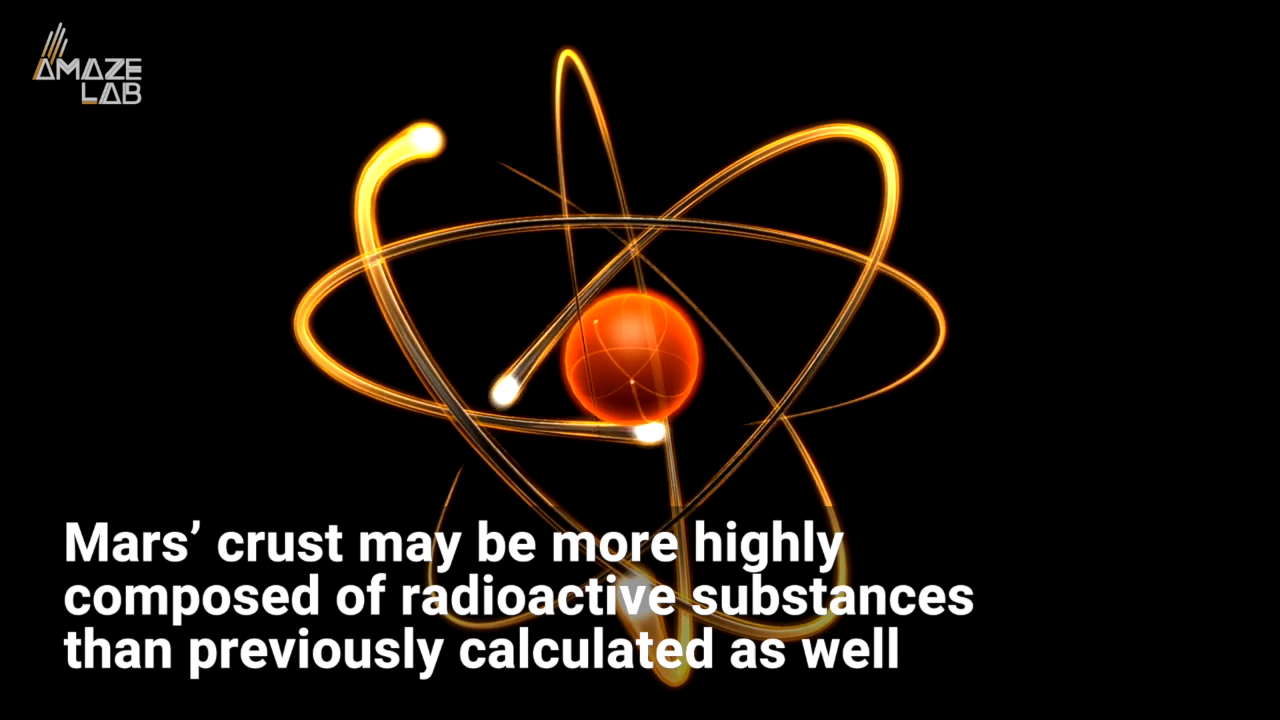 AMAZE
LAB
Mars’ crust may be more highly
composed of radioactive substances
than previously calculated as well